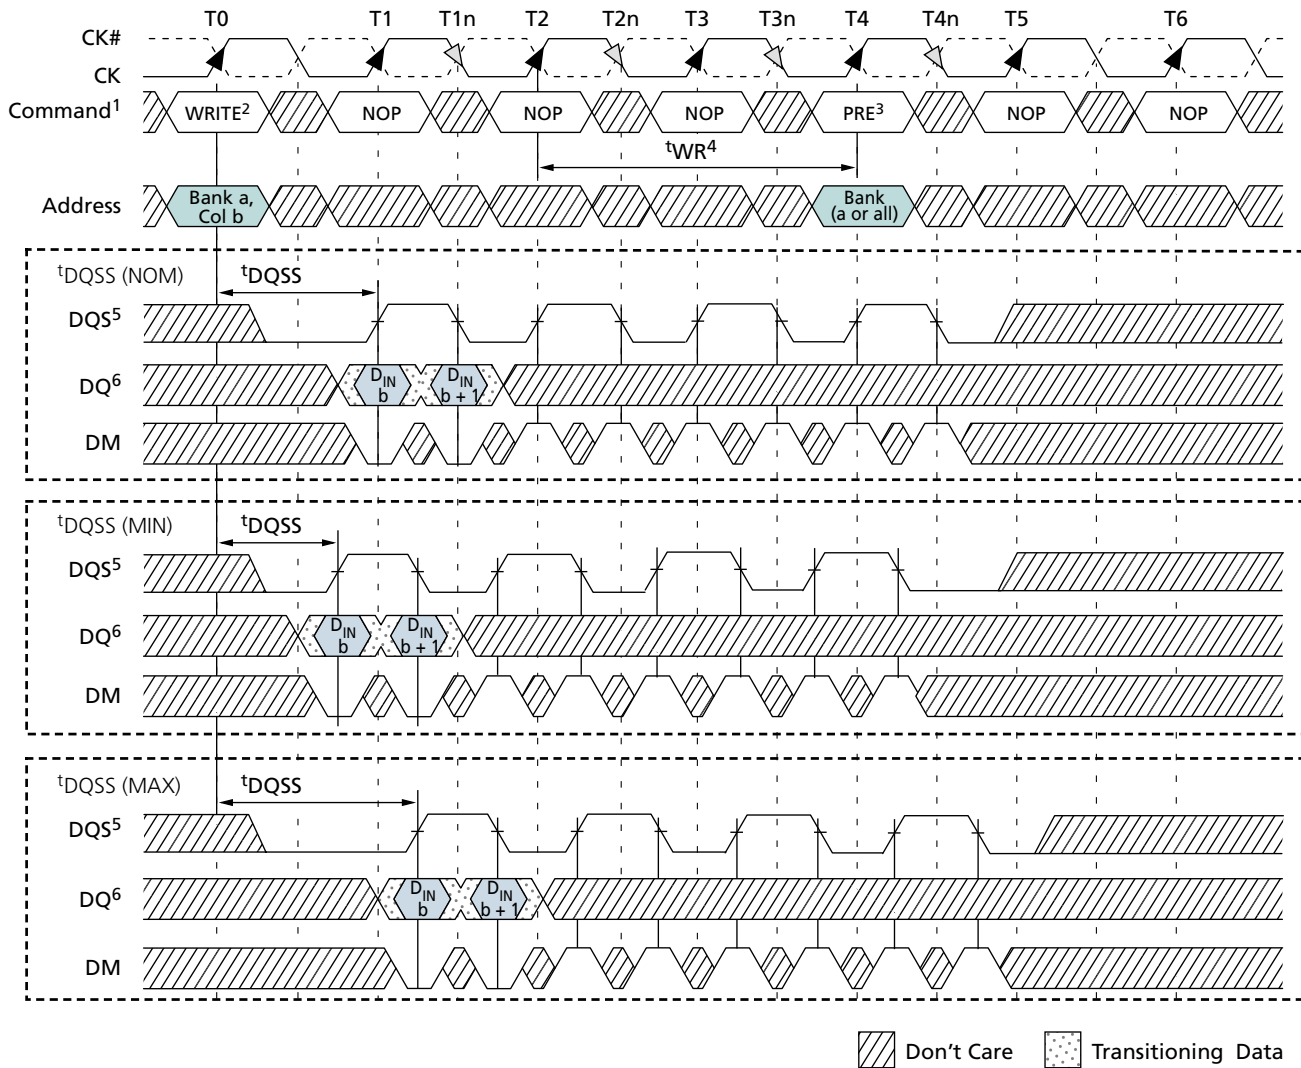 T0 T1 T1n T2 T2n T3 T3n T4 T4n T5 T6
CK#
CK
Command¹ WRITE² NOP NOP NOP PRE³ NOP NOP
ᵗWR⁴
Address Bank a, Col b Bank (a or all)
ᵗDQSS (NOM) ᵗDQSS
DQS⁵
DQ⁶ DIN b DIN b + 1
DM
ᵗDQSS (MIN) ᵗDQSS
DQS⁵
DQ⁶ DIN b DIN b + 1
DM
ᵗDQSS (MAX) ᵗDQSS
DQS⁵
DQ⁶ DIN b DIN b + 1
DM
Don't Care Transitioning Data